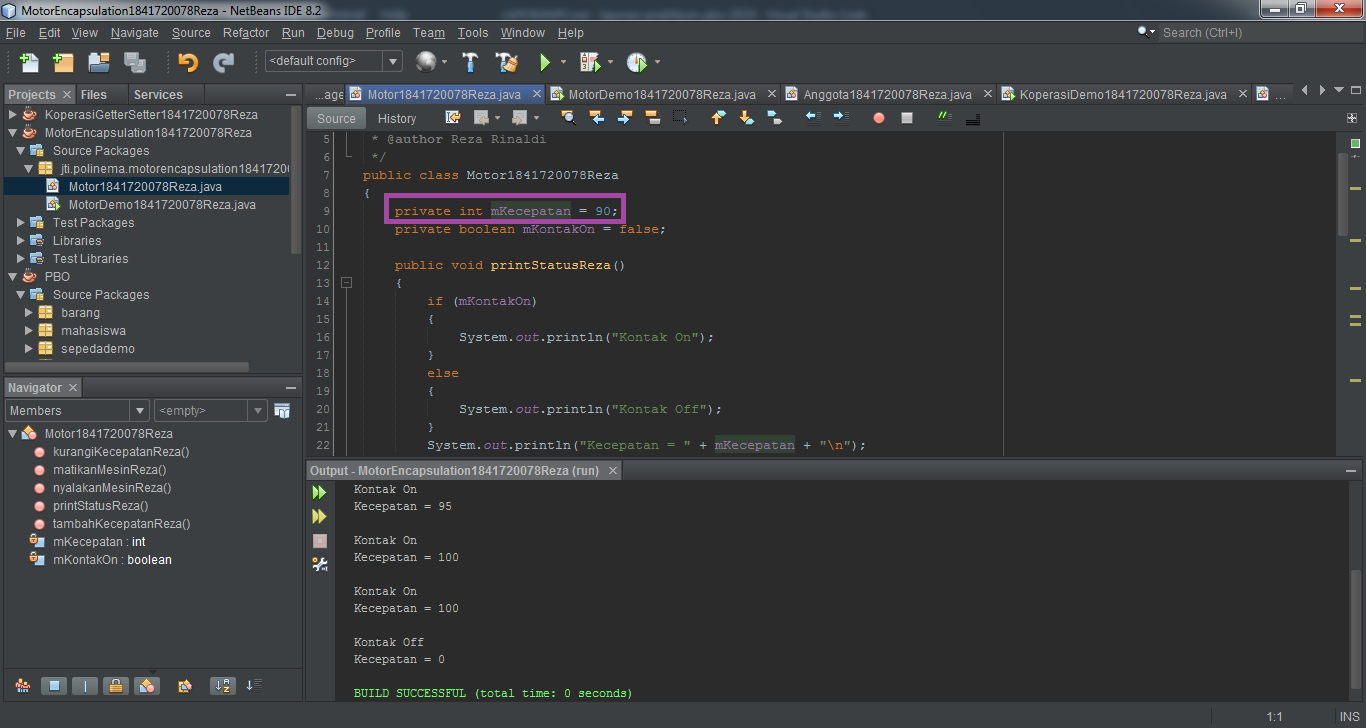 MotorEncapsulation1841720078Reza - NetBeans IDE 8.2
File Edit View Navigate Source Refactor Run Debug Profile Team Tools Window Help
Search (Ctrl+I)
<default config>
Projects Files Services
KoperasiGetterSetter1841720078Reza
MotorEncapsulation1841720078Reza
Source Packages
jti.polinema.motorencapsulation184172007
Motor1841720078Reza.java
MotorDemo1841720078Reza.java
Test Packages
Libraries
Test Libraries
PBO
Source Packages
barang
mahasiswa
sepedademo
Navigator
Members <empty>
Motor1841720078Reza
kurangiKecepatanReza()
matikanMesinReza()
nyalakanMesinReza()
printStatusReza()
tambahKecepatanReza()
mKecepatan : int
mKontakOn : boolean
...age Motor1841720078Reza.java MotorDemo1841720078Reza.java Anggota1841720078Reza.java KoperasiDemo1841720078Reza.java ...
Source History
5 * @author Reza Rinaldi
6 */
7 public class Motor1841720078Reza
8 {
9 private int mKecepatan = 90;
10 private boolean mKontakOn = false;
11
12 public void printStatusReza()
13 {
14 if (mKontakOn)
15 {
16 System.out.println("Kontak On");
17 }
18 else
19 {
20 System.out.println("Kontak Off");
21 }
22 System.out.println("Kecepatan = " + mKecepatan + "\n");
Output - MotorEncapsulation1841720078Reza (run)
Kontak On
Kecepatan = 95
Kontak On
Kecepatan = 100
Kontak On
Kecepatan = 100
Kontak Off
Kecepatan = 0
BUILD SUCCESSFUL (total time: 0 seconds)
1:1 INS